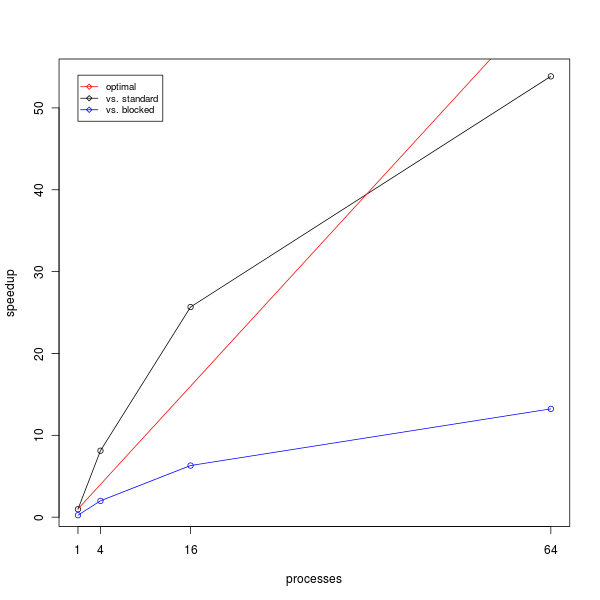 optimal
vs. standard
vs. blocked
50
40
30
20
10
0
speedup
1 4 16 64
processes